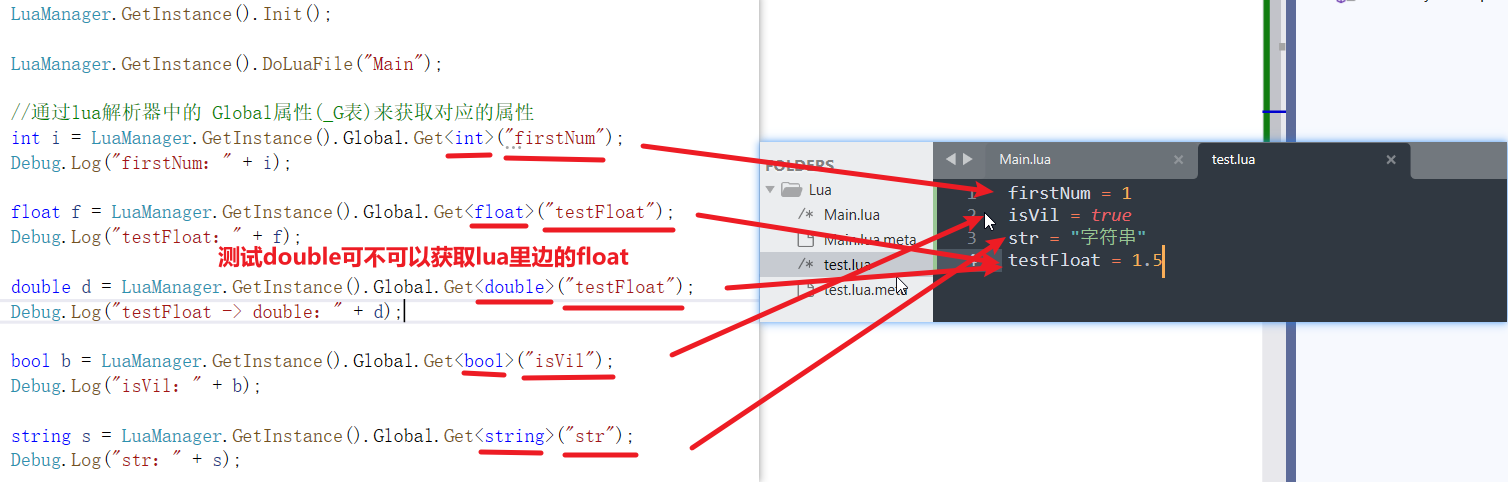 LuaManager.GetInstance().Init();
LuaManager.GetInstance().DoLuaFile("Main");
//通过lua解析器中的 Global属性(_G表)来获取对应的属性
int i = LuaManager.GetInstance().Global.Get<int>("firstNum");
Debug.Log("firstNum：" + i);
float f = LuaManager.GetInstance().Global.Get<float>("testFloat");
Debug.Log("testFloat：" + f);
测试double可不可以获取lua里边的float
double d = LuaManager.GetInstance().Global.Get<double>("testFloat");
Debug.Log("testFloat -> double：" + d);
bool b = LuaManager.GetInstance().Global.Get<bool>("isVil");
Debug.Log("isVil：" + b);
string s = LuaManager.GetInstance().Global.Get<string>("str");
Debug.Log("str：" + s);
FOLDERS
Lua
/* Main.lua
Main.lua.meta
/* test.lua
test.lua.meta
Main.lua ×
test.lua ×
1 firstNum = 1
2 isVil = true
3 str = "字符串"
4 testFloat = 1.5